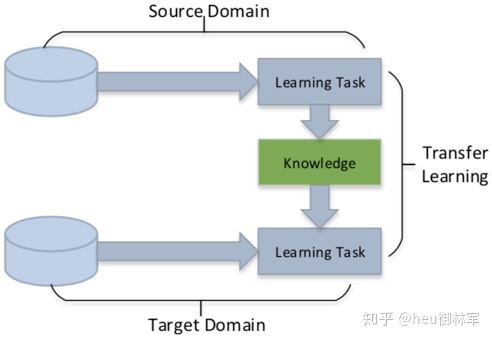 Source Domain
Learning Task
Knowledge
Transfer
Learning
Learning Task
知乎 @heu御林军
Target Domain